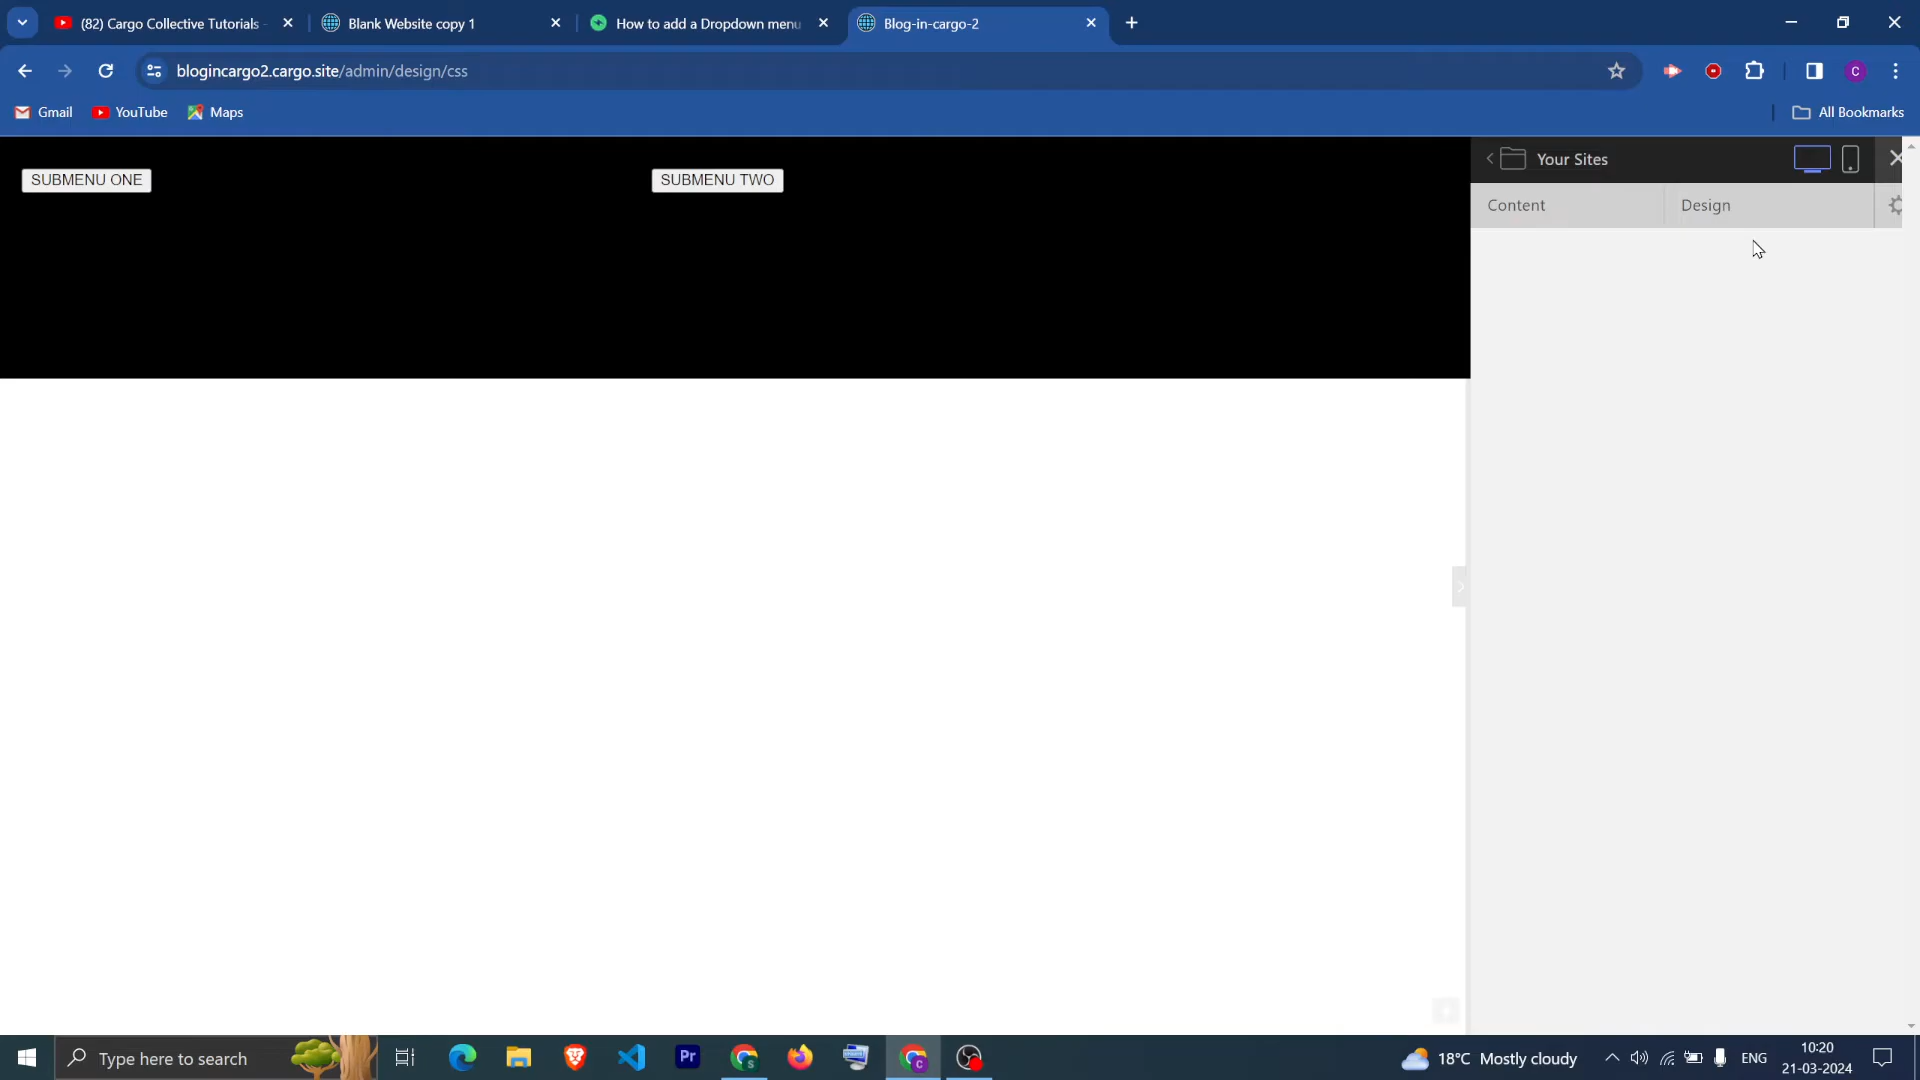 (82) Cargo Collective Tutorials -
Blank Website copy 1
How to add a Dropdown menu
Blog-in-cargo-2
blogincargo2.cargo.site/admin/design/css
Gmail
YouTube
Maps
All Bookmarks
SUBMENU ONE
SUBMENU TWO
Your Sites
Content
Design
Type here to search
Pr
18°C Mostly cloudy
ENG
10:20
21-03-2024